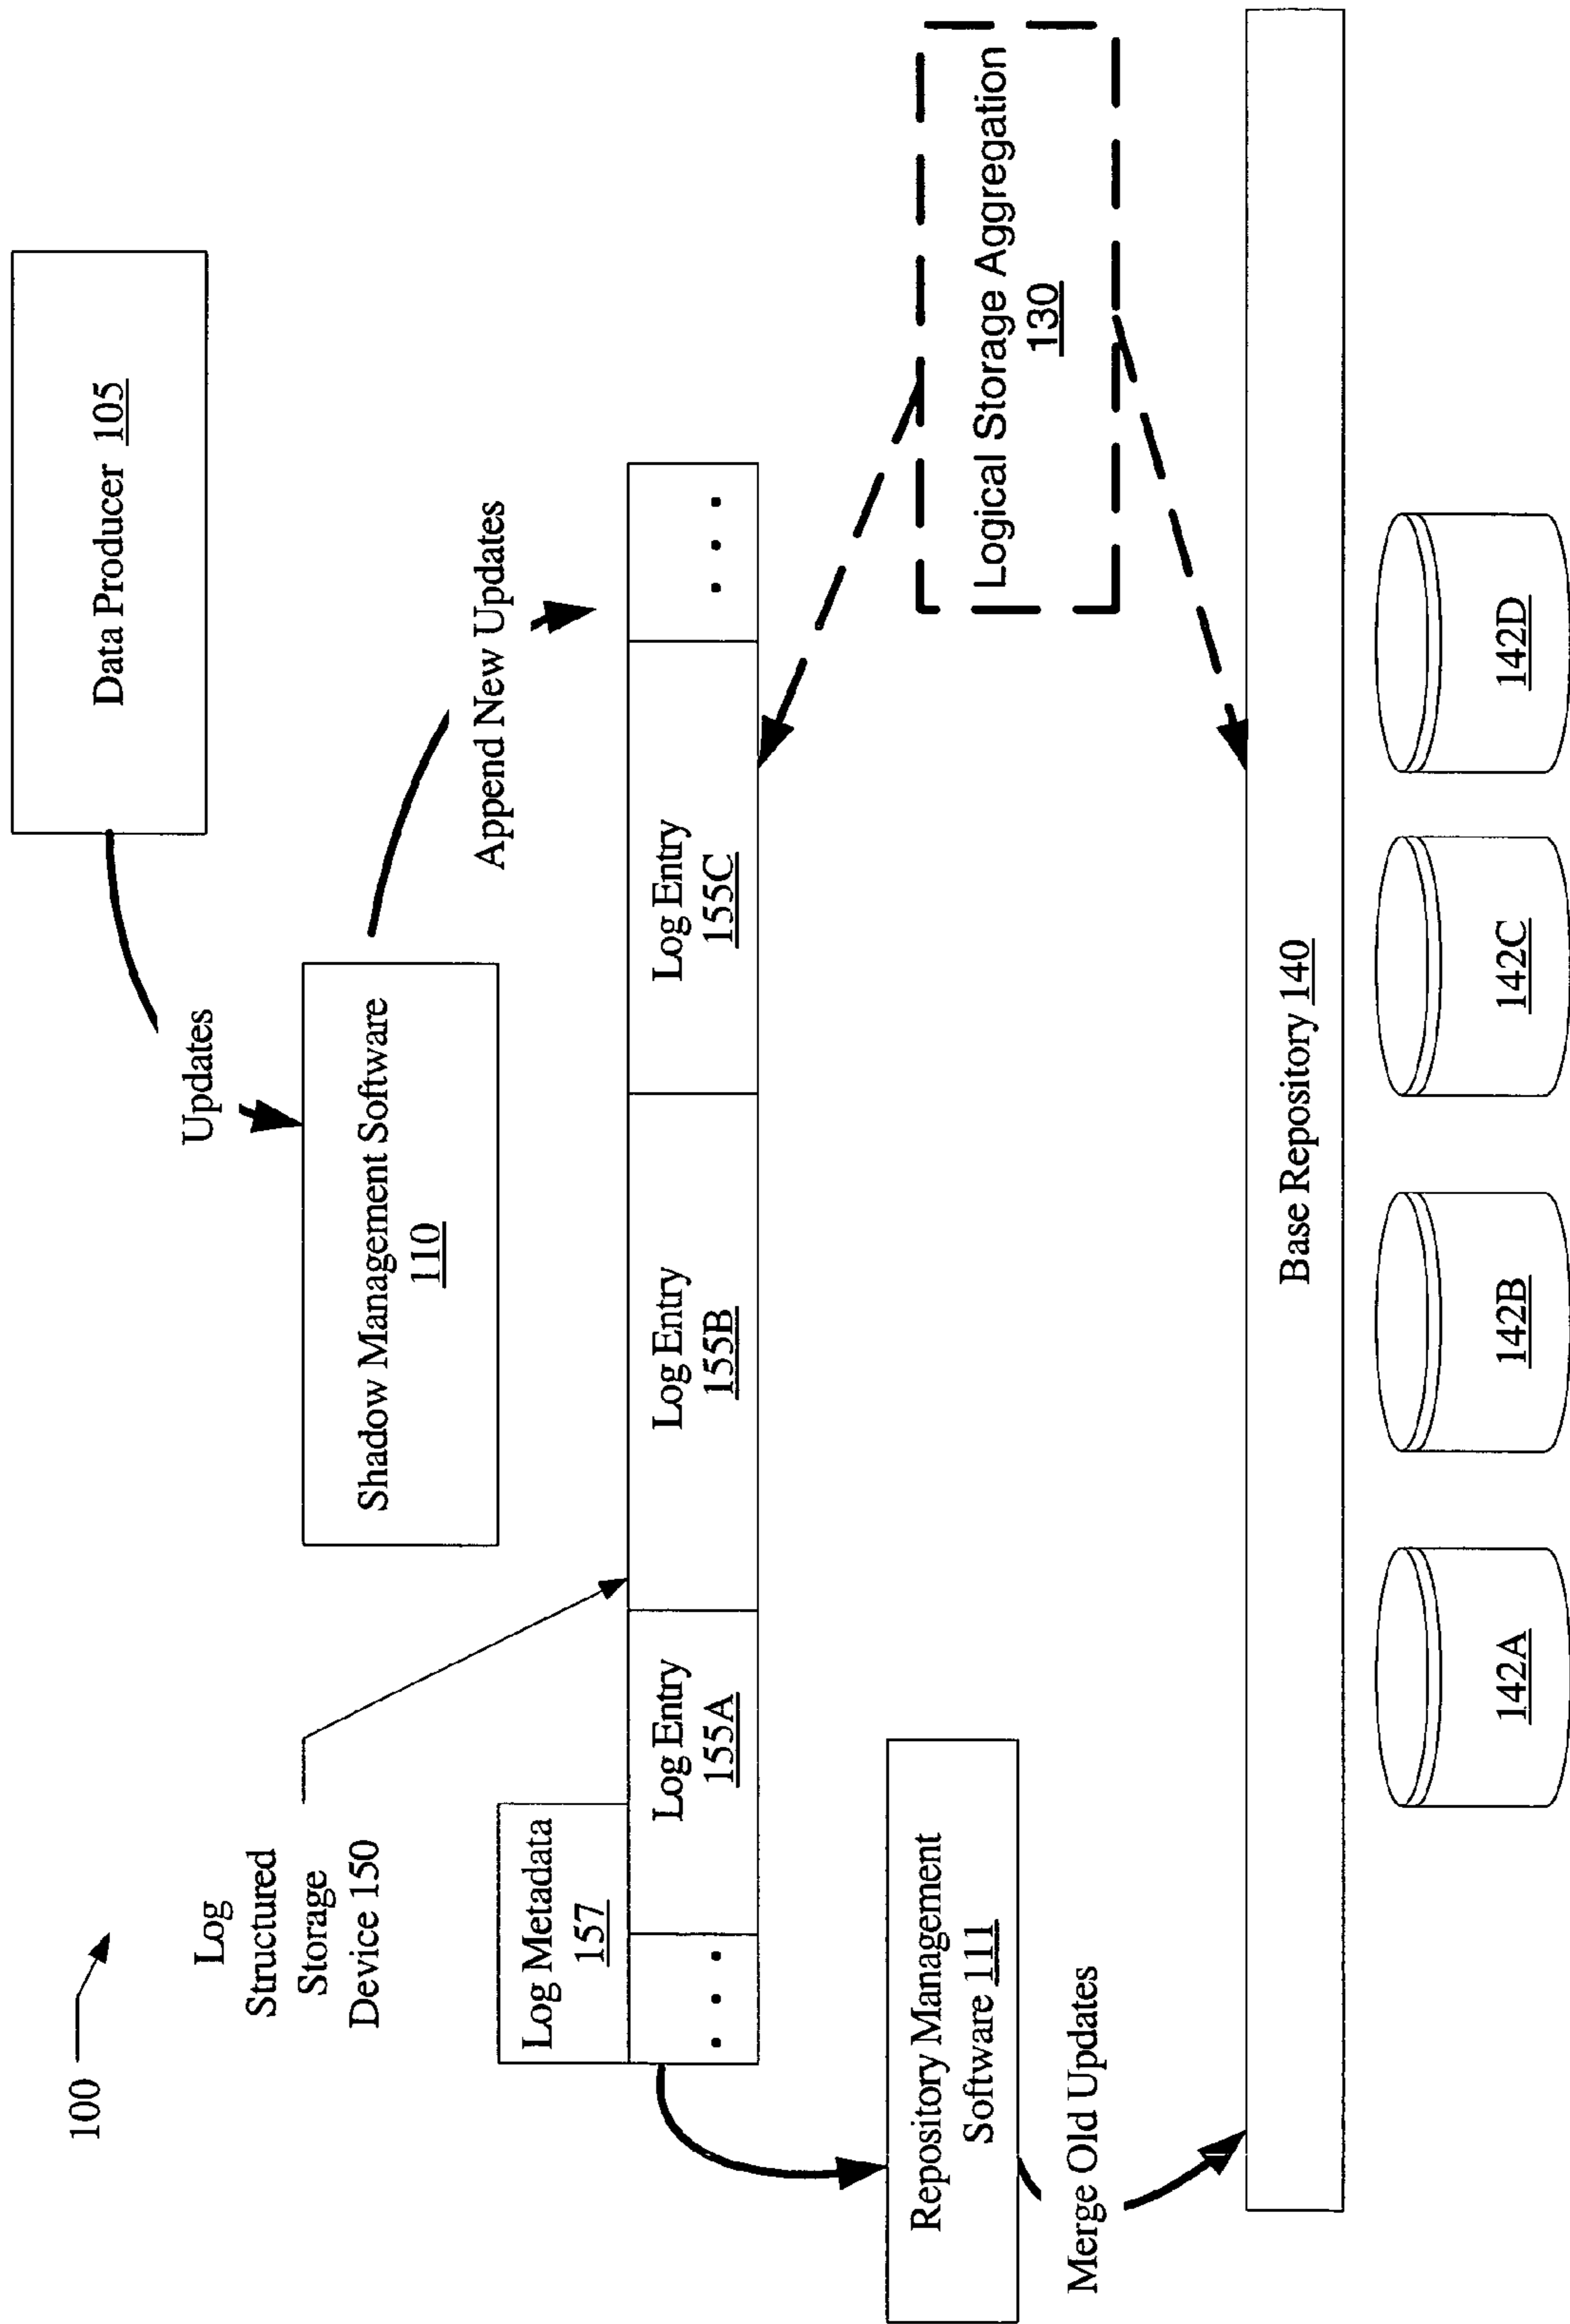 100
Data Producer 105
Updates
Log
Structured
Storage
Device 150
Shadow Management Software
110
Append New Updates
Log Metadata
157
. . .
Log Entry
155A
Log Entry
155B
Log Entry
155C
. . .
Repository Management
Software 111
Logical Storage Aggregation
130
Merge Old Updates
Base Repository 140
142A
142B
142C
142D